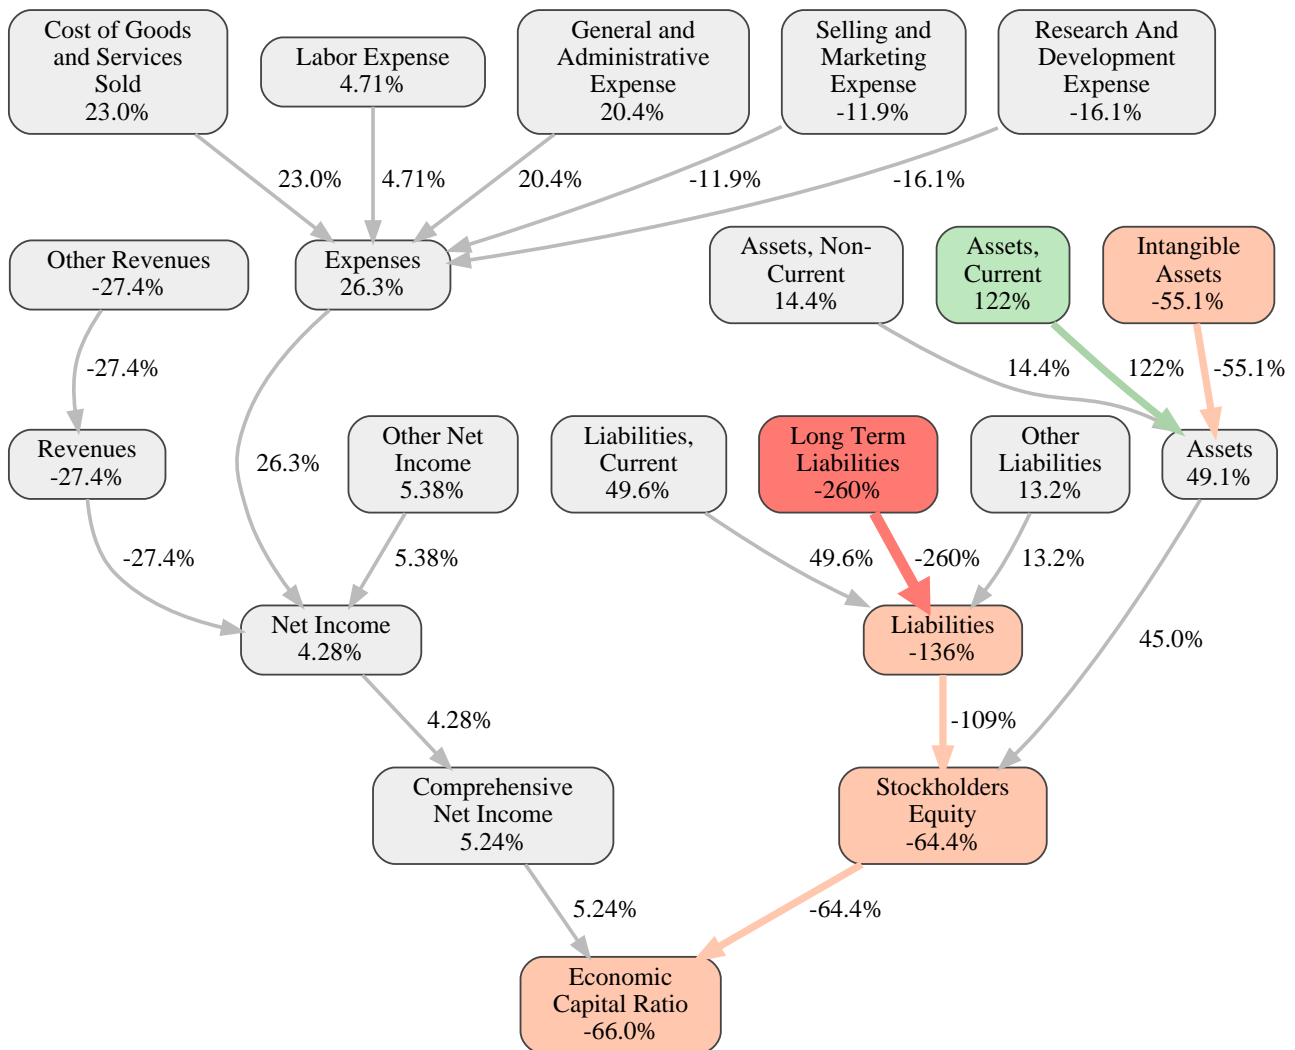 Cost of Goods
and Services
Sold
23.0%
Labor Expense
4.71%
General and
Administrative
Expense
20.4%
Selling and
Marketing
Expense
-11.9%
Research And
Development
Expense
-16.1%
23.0%
4.71%
20.4%
-11.9%
-16.1%
Other Revenues
-27.4%
Expenses
26.3%
Assets, Non-
Current
14.4%
Assets,
Current
122%
Intangible
Assets
-55.1%
-27.4%
14.4%
122%
-55.1%
Revenues
-27.4%
26.3%
Other Net
Income
5.38%
Liabilities,
Current
49.6%
Long Term
Liabilities
-260%
Other
Liabilities
13.2%
Assets
49.1%
-27.4%
5.38%
49.6%
-260%
13.2%
Net Income
4.28%
Liabilities
-136%
45.0%
4.28%
-109%
Comprehensive
Net Income
5.24%
Stockholders
Equity
-64.4%
5.24%
-64.4%
Economic
Capital Ratio
-66.0%